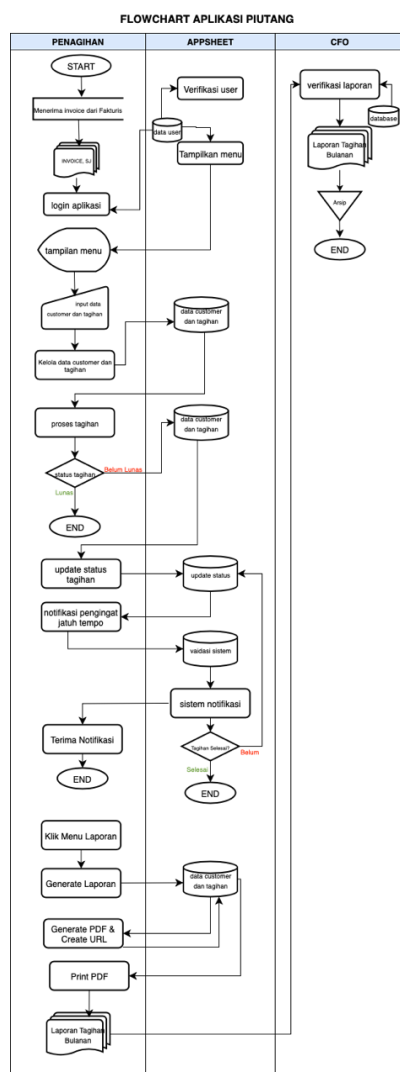 FLOWCHART APLIKASI PIUTANG
PENAGIHAN
APPSHEET
CFO
START
Menerima invoice dari Fakturis
INVOICE, SJ
login aplikasi
tampilan menu
input data
customer dan tagihan
Kelola data customer dan
tagihan
proses tagihan
status tagihan
Belum Lunas
Lunas
END
update status
tagihan
notifikasi pengingat
jatuh tempo
Terima Notifikasi
END
Klik Menu Laporan
Generate Laporan
Generate PDF &
Create URL
Print PDF
Laporan Tagihan
Bulanan
Verifikasi user
data user
Tampilkan menu
data customer
dan tagihan
data customer
dan tagihan
update status
vaidasi sistem
sistem notifikasi
Tagihan Selesai?
Belum
Selesai
END
data customer
dan tagihan
verifikasi laporan
database
Laporan Tagihan
Bulanan
Arsip
END